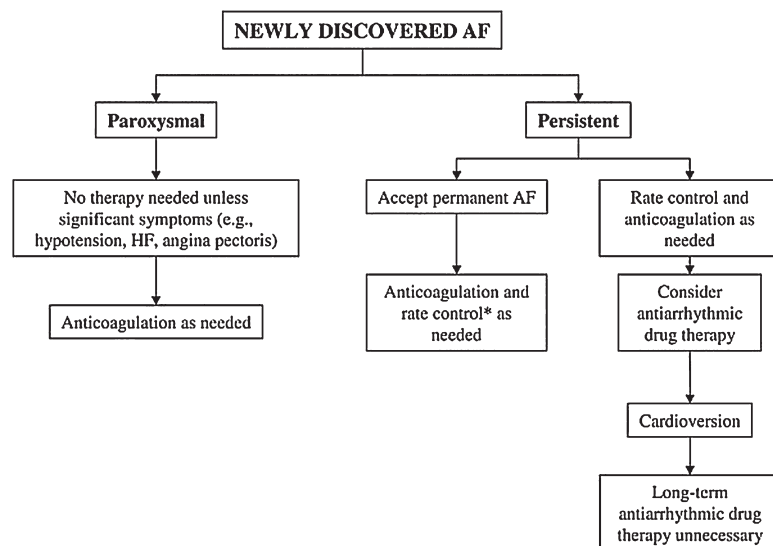 NEWLY DISCOVERED AF
Paroxysmal
Persistent
No therapy needed unless
significant symptoms (e.g.,
hypotension, HF, angina pectoris)
Accept permanent AF
Rate control and
anticoagulation as
needed
Anticoagulation as needed
Anticoagulation and
rate control* as
needed
Consider
antiarrhythmic
drug therapy
Cardioversion
Long-term
antiarrhythmic drug
therapy unnecessary